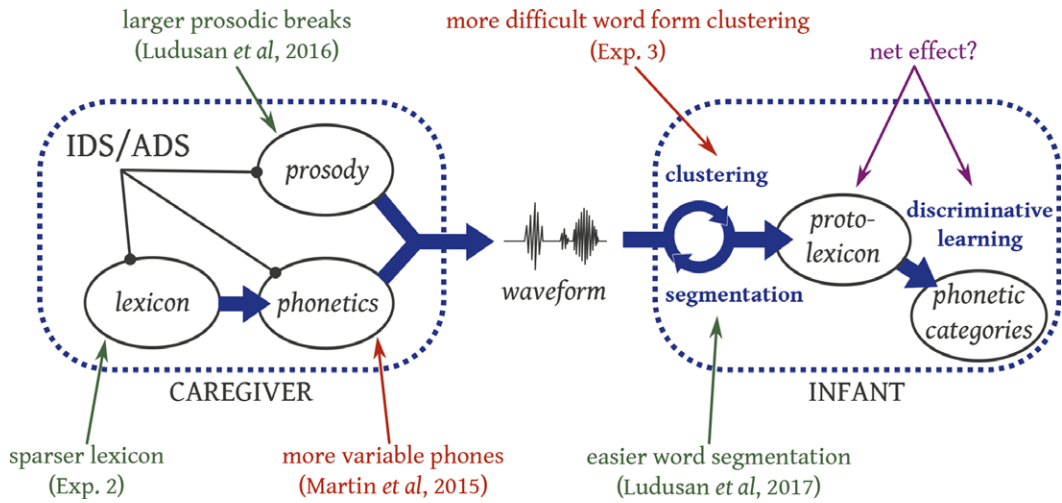 larger prosodic breaks
(Ludusan et al, 2016)
more difficult word form clustering
(Exp. 3)
net effect?
IDS/ADS
prosody
lexicon
phonetics
CAREGIVER
waveform
clustering
segmentation
proto-
lexicon
discriminative
learning
phonetic
categories
INFANT
sparser lexicon
(Exp. 2)
more variable phones
(Martin et al, 2015)
easier word segmentation
(Ludusan et al, 2017)